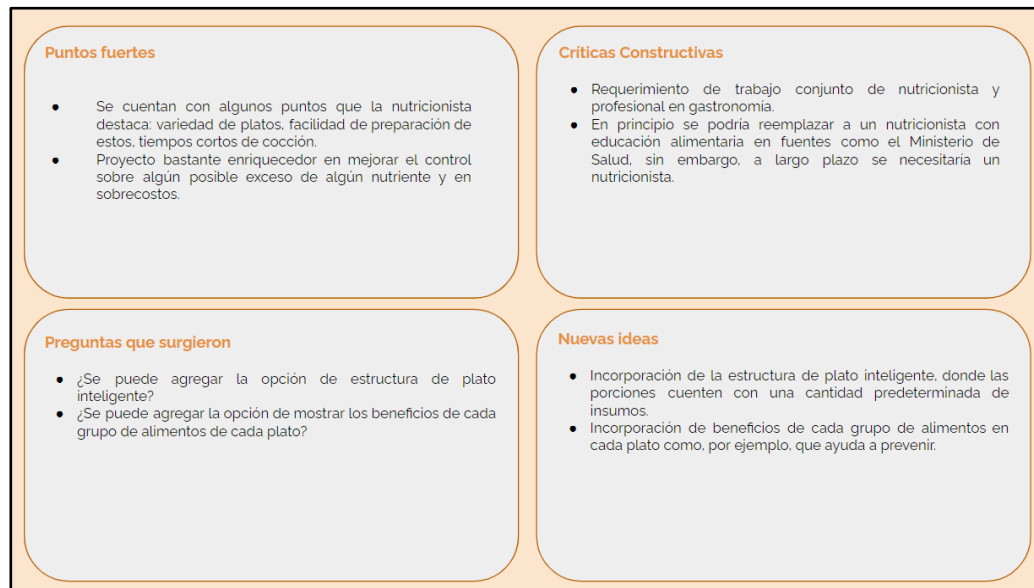 Puntos fuertes
● Se cuentan con algunos puntos que la nutricionista
destaca: variedad de platos, facilidad de preparación de
estos, tiempos cortos de cocción.
● Proyecto bastante enriquecedor en mejorar el control
sobre algún posible exceso de algún nutriente y en
sobrecostos.
Críticas Constructivas
● Requerimiento de trabajo conjunto de nutricionista y
profesional en gastronomía.
● En principio se podría reemplazar a un nutricionista con
educación alimentaria en fuentes como el Ministerio de
Salud, sin embargo, a largo plazo se necesitaría un
nutricionista.
Preguntas que surgieron
● ¿Se puede agregar la opción de estructura de plato
inteligente?
● ¿Se puede agregar la opción de mostrar los beneficios de cada
grupo de alimentos de cada plato?
Nuevas ideas
● Incorporación de la estructura de plato inteligente, donde las
porciones cuenten con una cantidad predeterminada de
insumos.
● Incorporación de beneficios de cada grupo de alimentos en
cada plato como, por ejemplo, que ayuda a prevenir.